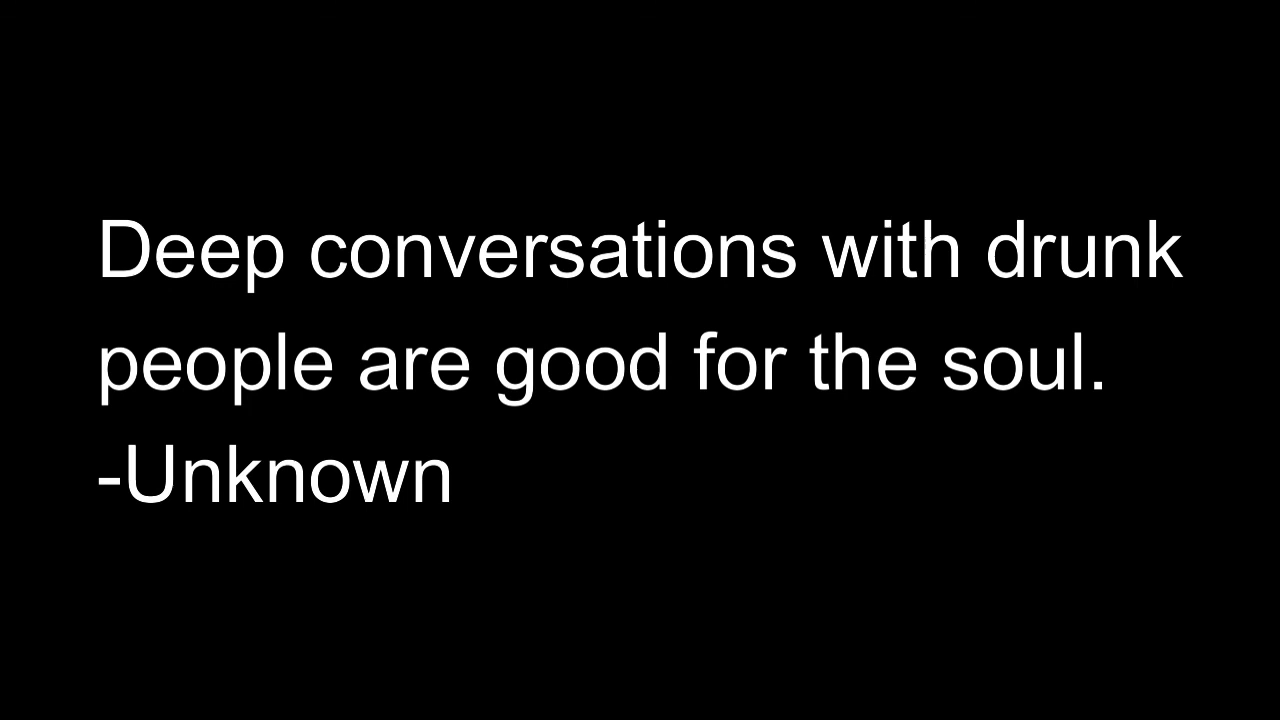 Deep conversations with drunk
people are good for the soul.
-Unknown